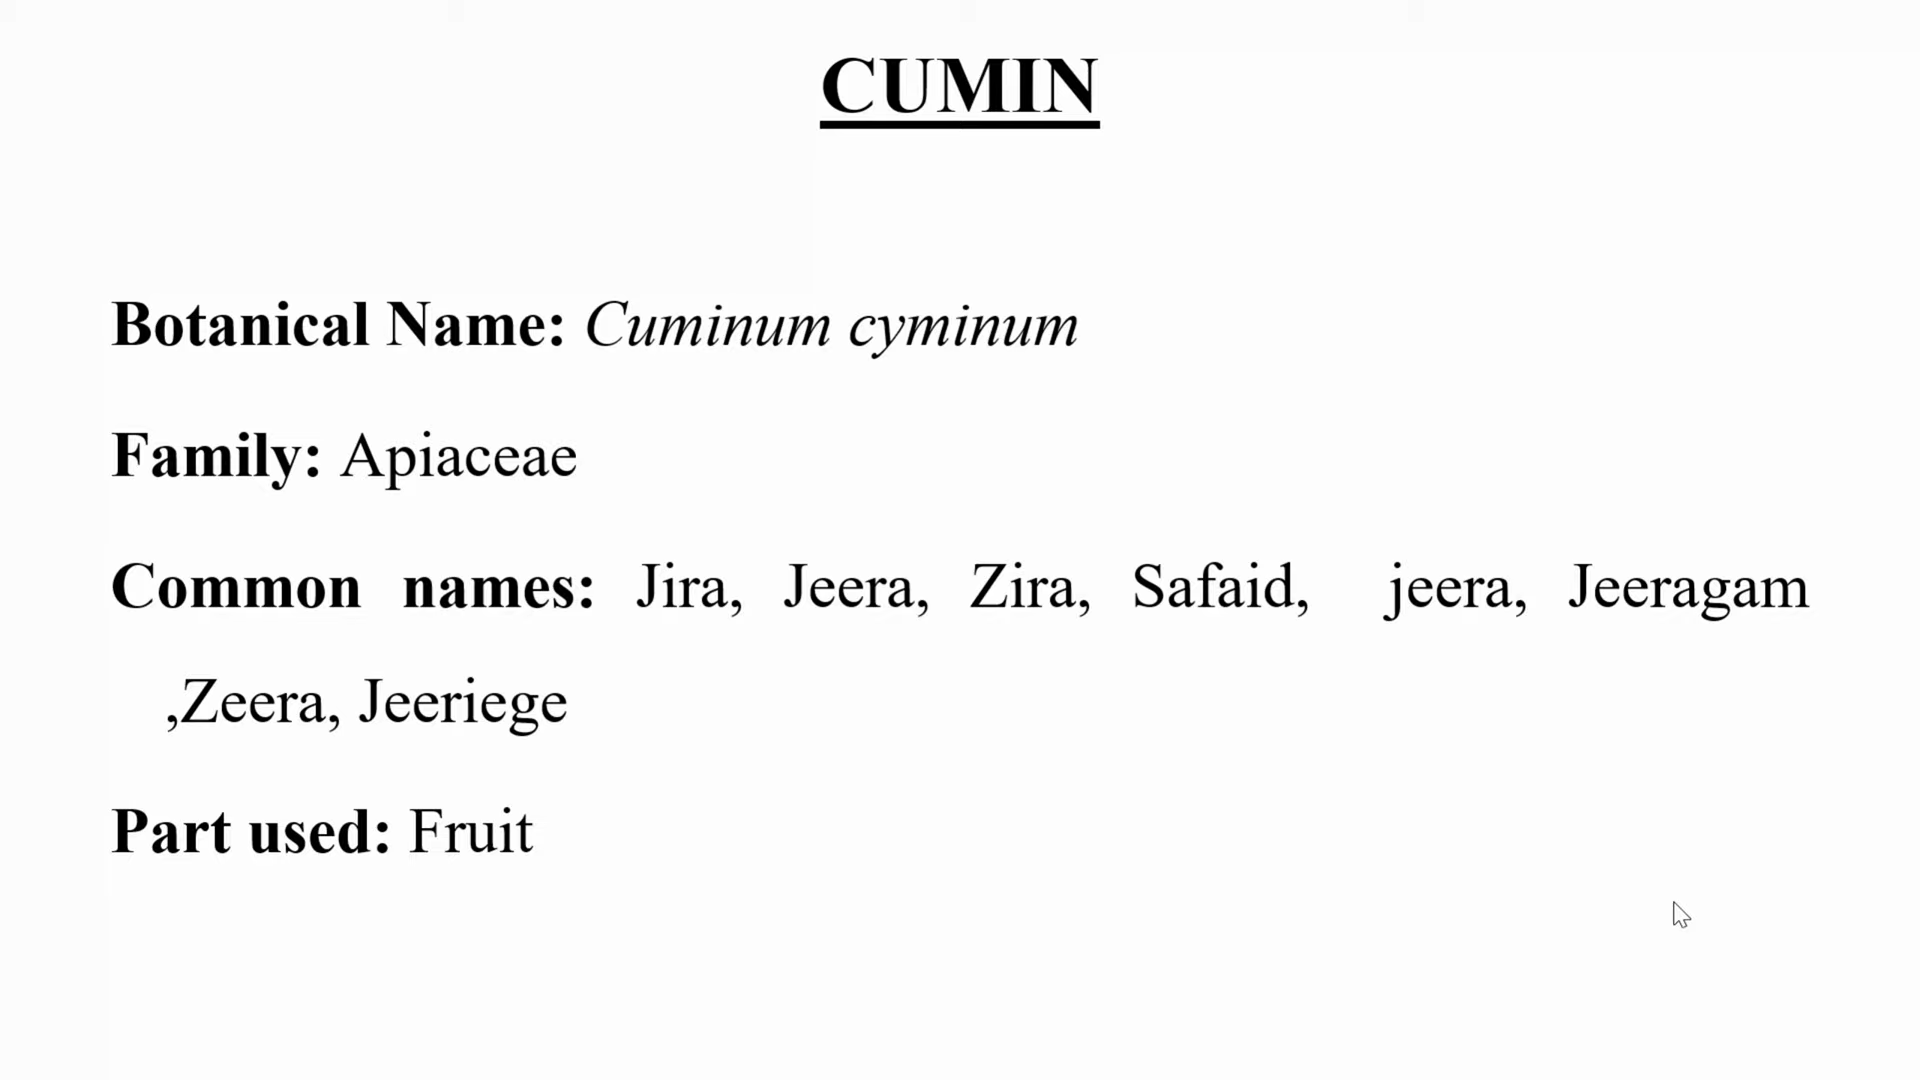 CUMIN
Botanical Name: Cuminum cyminum
Family: Apiaceae
Common names: Jira, Jeera, Zira, Safaid, jeera, Jeeragam
,Zeera, Jeeriege
Part used: Fruit